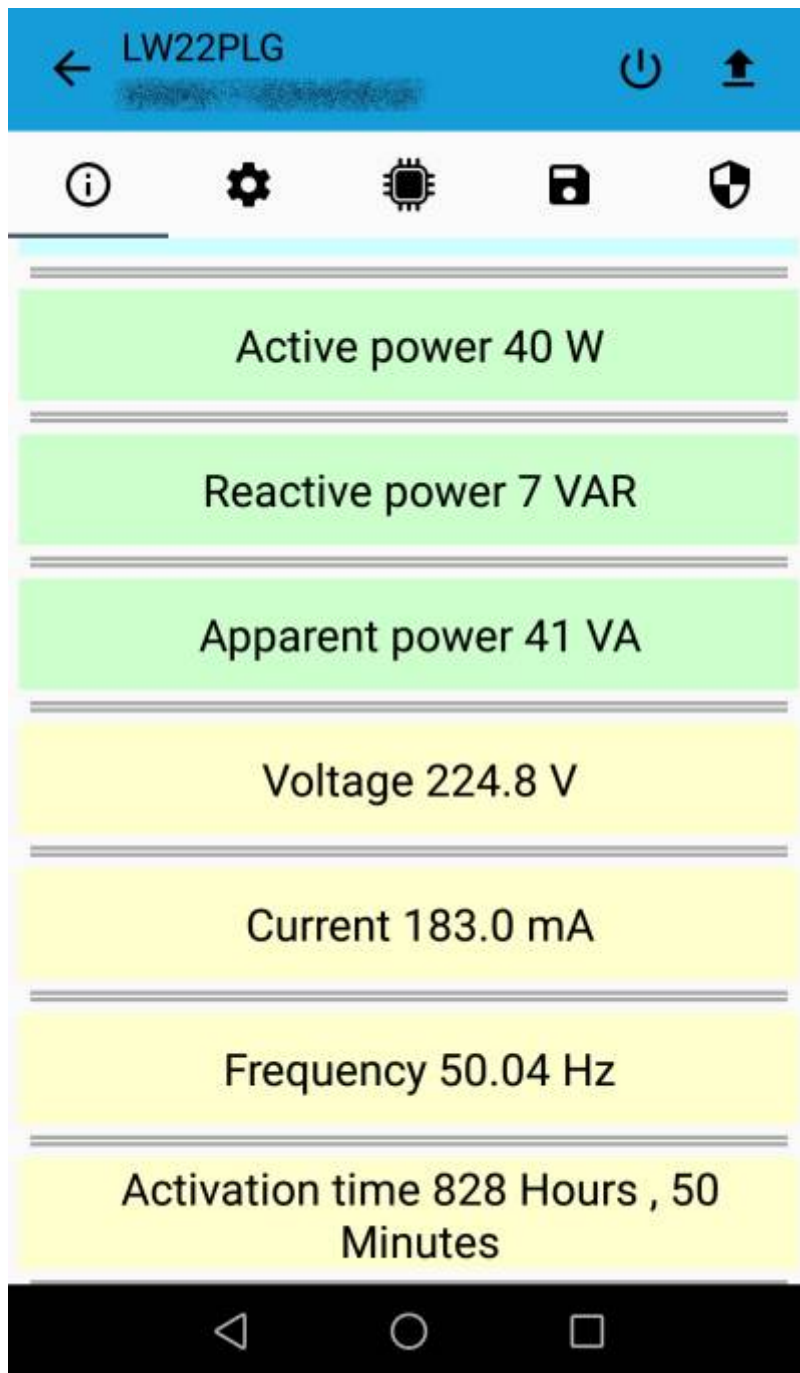 LW22PLG
Active power 40 W
Reactive power 7 VAR
Apparent power 41 VA
Voltage 224.8 V
Current 183.0 mA
Frequency 50.04 Hz
Activation time 828 Hours , 50
Minutes